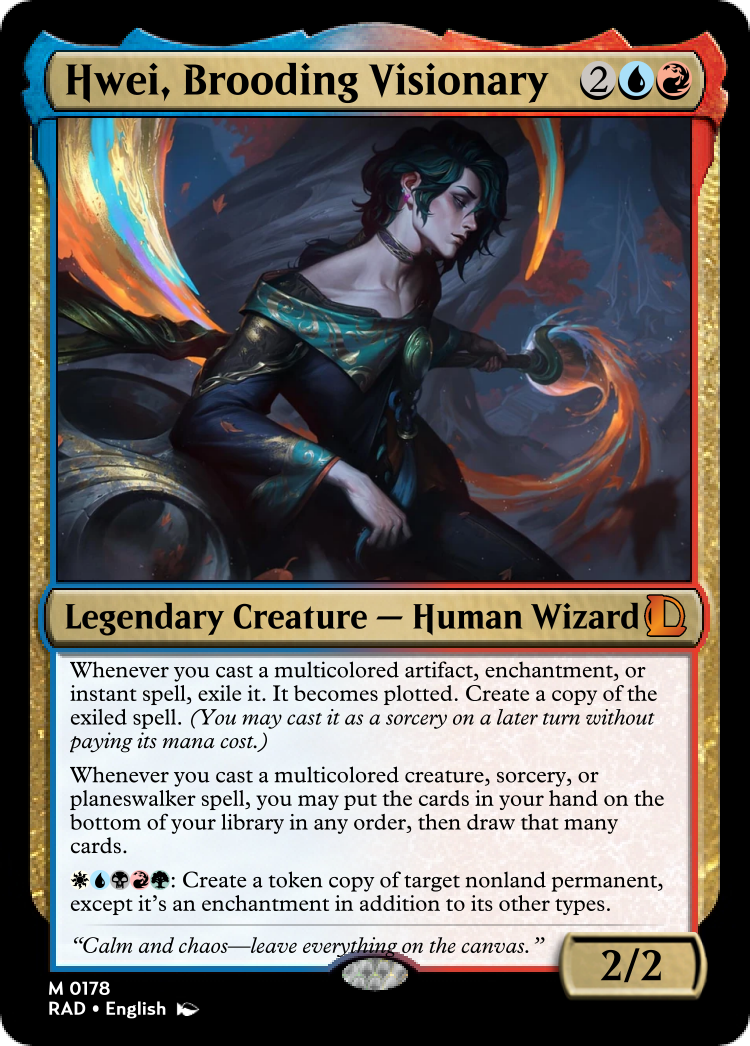 Hwei, Brooding Visionary 2
Legendary Creature — Human Wizard
Whenever you cast a multicolored artifact, enchantment, or
instant spell, exile it. It becomes plotted. Create a copy of the
exiled spell. (You may cast it as a sorcery on a later turn without
paying its mana cost.)
Whenever you cast a multicolored creature, sorcery, or
planeswalker spell, you may put the cards in your hand on the
bottom of your library in any order, then draw that many
cards.
: Create a token copy of target nonland permanent,
except it’s an enchantment in addition to its other types.
“Calm and chaos—leave everything on the canvas.”
2/2
M 0178
RAD • English